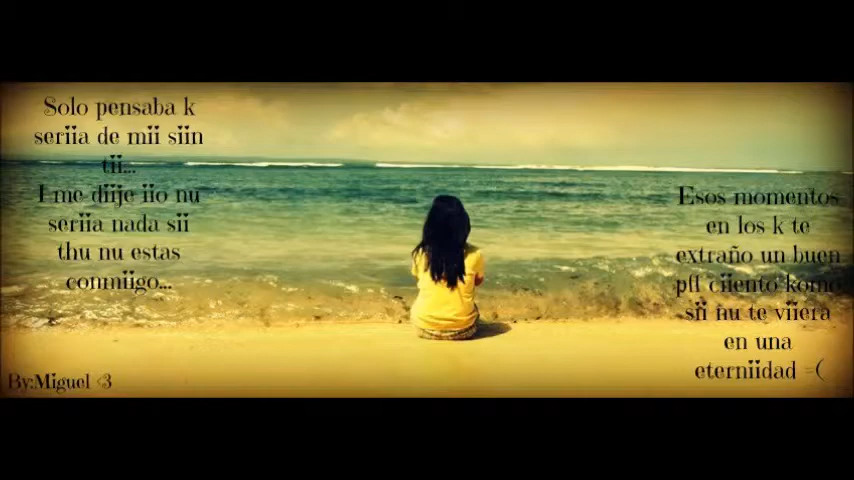 Solo pensaba k
seriia de mii siin
tii...
I me diije iio nu
seriia nada sii
thu nu estas
conmiigo...
Esos momentos
en los k te
extraño un buen
pff ciiento komo
sii nu te viiera
en una
eterniidad =(
By:Miguel <3